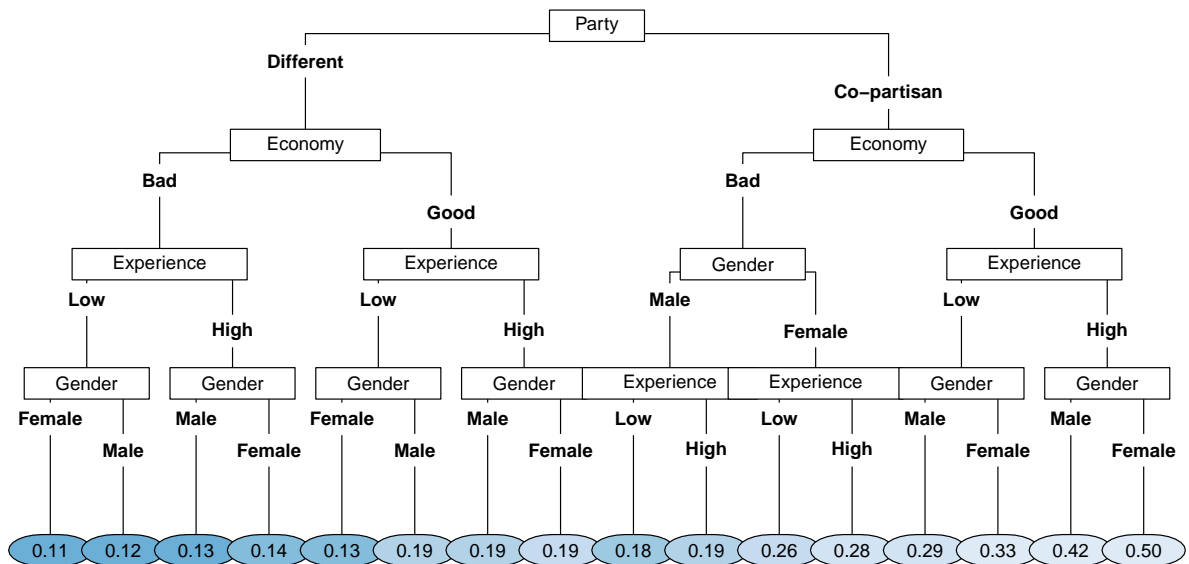 Party
Different
Co−partisan
Economy Economy
Bad Bad
Good Good
Experience Experience Gender Experience
Low Low Male Low
High High Female High
Gender Gender Gender Gender Experience Experience Gender Gender
Female Male Female Male Low Low Male Male
Male Female Male Female High High Female Female
0.11 0.12 0.13 0.14 0.13 0.19 0.19 0.19 0.18 0.19 0.26 0.28 0.29 0.33 0.42 0.50